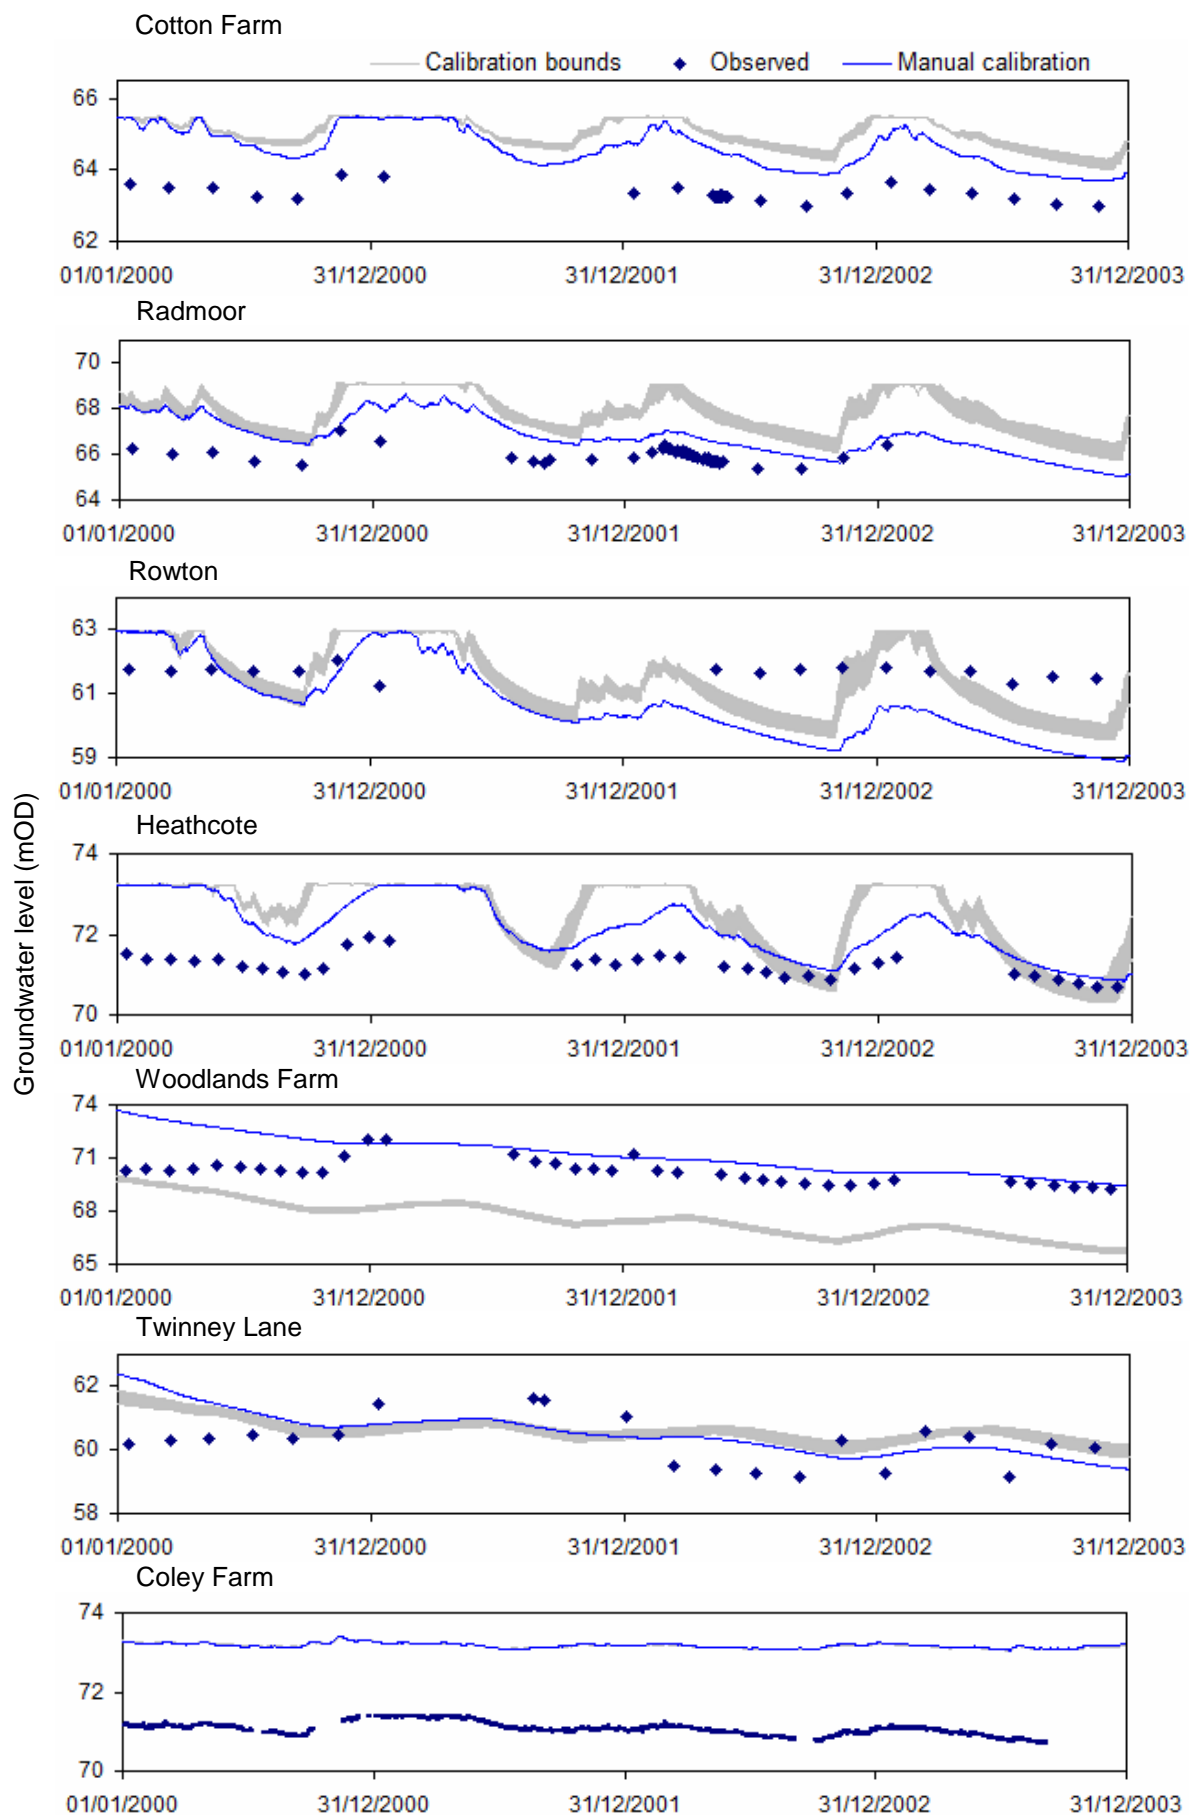 Cotton Farm
Calibration bounds Observed Manual calibration
66
64
62
01/01/2000 31/12/2000 31/12/2001 31/12/2002 31/12/2003
Radmoor
70
68
66
64
01/01/2000 31/12/2000 31/12/2001 31/12/2002 31/12/2003
Rowton
63
61
59
01/01/2000 31/12/2000 31/12/2001 31/12/2002 31/12/2003
Groundwater level (mOD)
Heathcote
74
72
70
01/01/2000 31/12/2000 31/12/2001 31/12/2002 31/12/2003
Woodlands Farm
74
71
68
65
01/01/2000 31/12/2000 31/12/2001 31/12/2002 31/12/2003
Twinney Lane
62
60
58
01/01/2000 31/12/2000 31/12/2001 31/12/2002 31/12/2003
Coley Farm
74
72
70
01/01/2000 31/12/2000 31/12/2001 31/12/2002 31/12/2003